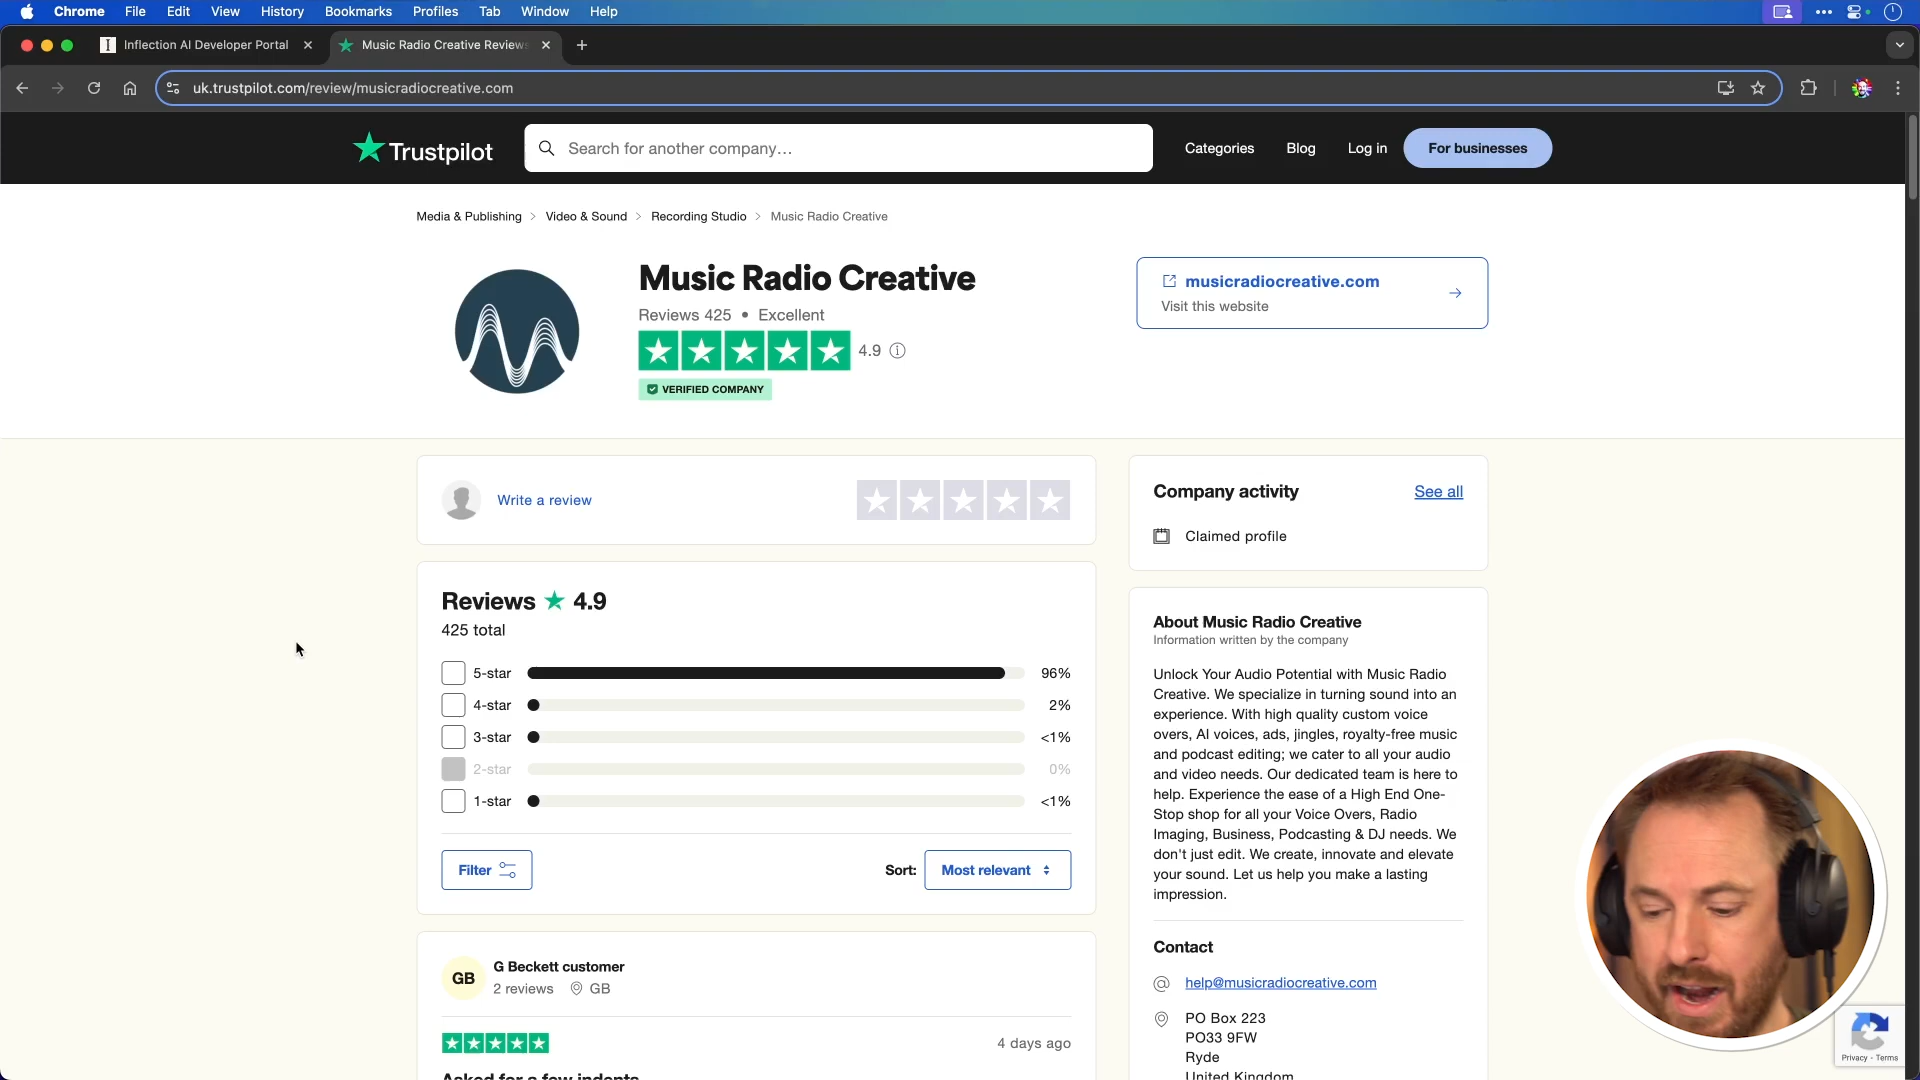 Chrome File Edit View History Bookmarks Profiles Tab Window Help
Inflection AI Developer Portal
Music Radio Creative Reviews
uk.trustpilot.com/review/musicradiocreative.com
Trustpilot
Search for another company…
Categories Blog Log in For businesses
Media & Publishing > Video & Sound > Recording Studio > Music Radio Creative
Music Radio Creative
Reviews 425 • Excellent
4.9
VERIFIED COMPANY
musicradiocreative.com
Visit this website
Write a review
Reviews 4.9
425 total
5-star 96%
4-star 2%
3-star <1%
2-star 0%
1-star <1%
Filter
Sort: Most relevant
GB
G Beckett customer
2 reviews GB
4 days ago
Asked for a few indents
Company activity See all
Claimed profile
About Music Radio Creative
Information written by the company
Unlock Your Audio Potential with Music Radio
Creative. We specialize in turning sound into an
experience. With high quality custom voice
overs, AI voices, ads, jingles, royalty-free music
and podcast editing; we cater to all your audio
and video needs. Our dedicated team is here to
help. Experience the ease of a High End One-
Stop shop for all your Voice Overs, Radio
Imaging, Business, Podcasting & DJ needs. We
don't just edit. We create, innovate and elevate
your sound. Let us help you make a lasting
impression.
Contact
help@musicradiocreative.com
PO Box 223
PO33 9FW
Ryde
United Kingdom
Privacy - Terms